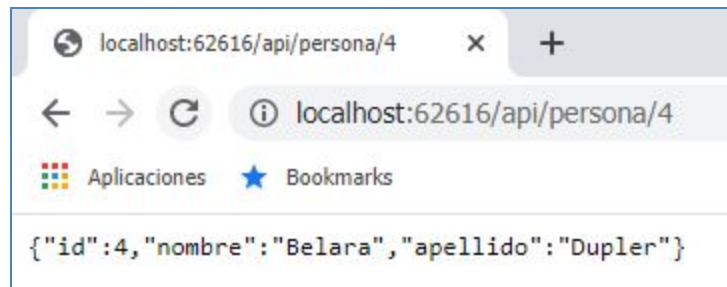 localhost:62616/api/persona/4
localhost:62616/api/persona/4
Aplicaciones Bookmarks
{"id":4,"nombre":"Belara","apellido":"Dupler"}